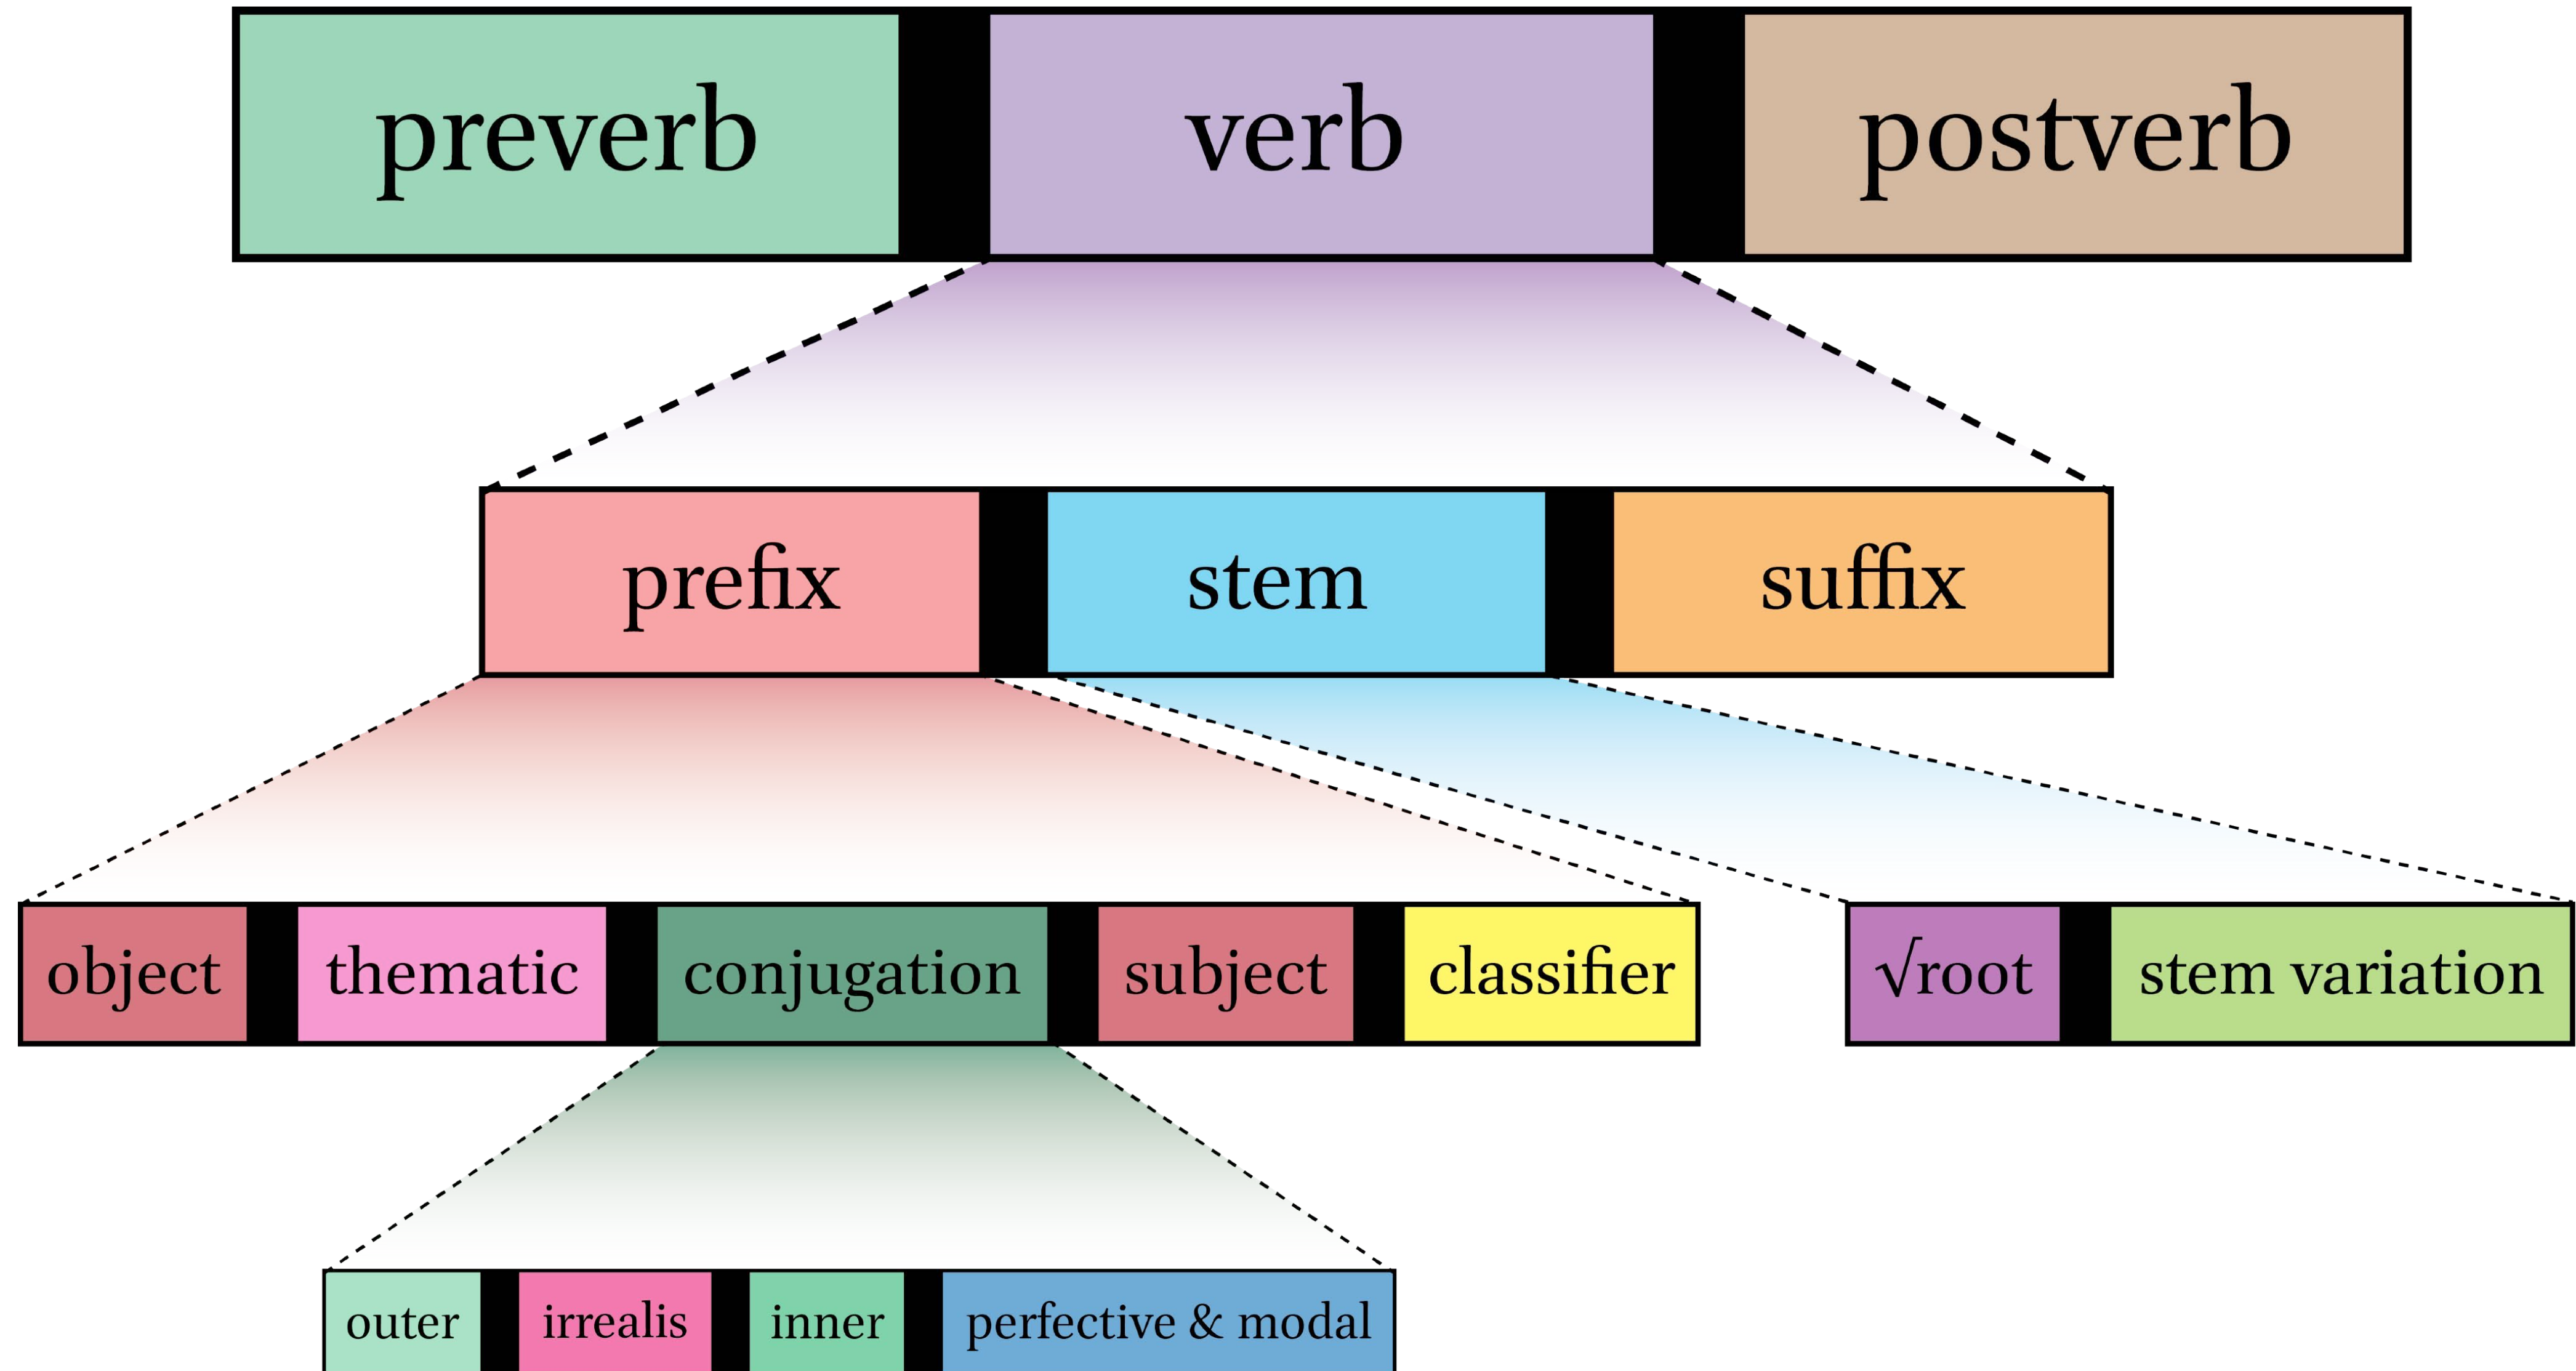 preverb verb postverb
prefix stem suffix
object thematic conjugation subject classifier √root stem variation
outer irrealis inner perfective & modal